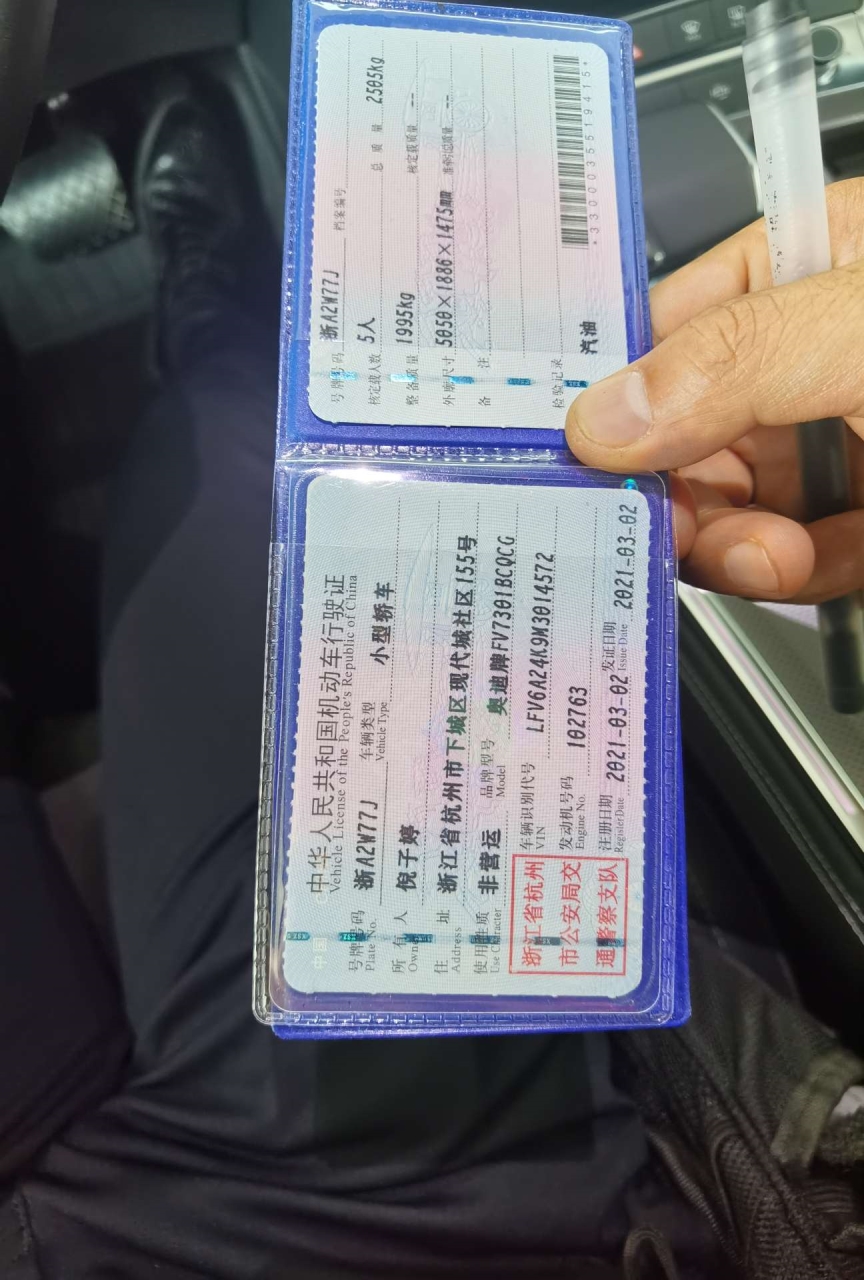 中华人民共和国机动车行驶证
Vehicle License of the People's Republic of China
号牌号码 浙A2W77J 车辆类型 小型轿车
Plate No. Vehicle Type
所有人 倪子婷
Owner
住址 浙江省杭州市下城区现代城社区155号
Address
使用性质 非营运 品牌型号 奥迪牌FV7301BCQCG
Use Character Model
浙江省杭州
市公安局交
通警察支队
车辆识别代号 LFV6A24K9M3014572
VIN
发动机号码 102763
Engine No.
注册日期 2021-03-02 发证日期 2021-03-02
Register Date Issue Date
号牌号码 浙A2W77J 档案编号
核定载人数 5人 总质量 2505kg
整备质量 1995kg 核定载质量 --
外廓尺寸 5050×1886×1475mm 准牵引总质量 --
备注
检验记录 汽油
*3300035519415*